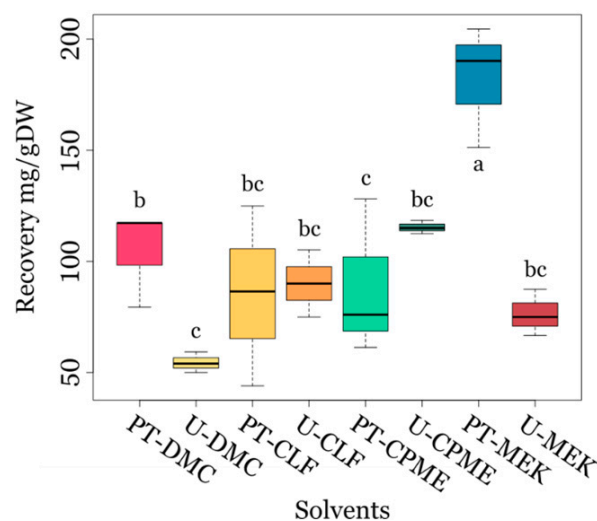 Recovery mg/gDW
200
150
100
50
b
c
bc
bc
c
bc
a
bc
PT-DMC
U-DMC
PT-CLF
U-CLF
PT-CPME
U-CPME
PT-MEK
U-MEK
Solvents